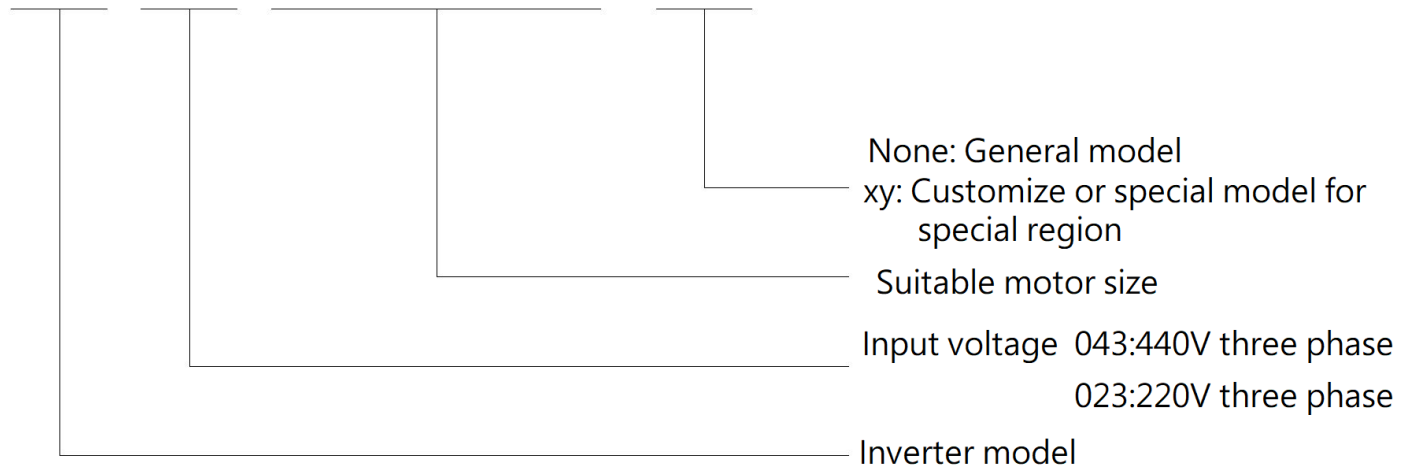 None: General model
xy: Customize or special model for
special region
Suitable motor size
Input voltage 043:440V three phase
023:220V three phase
Inverter model